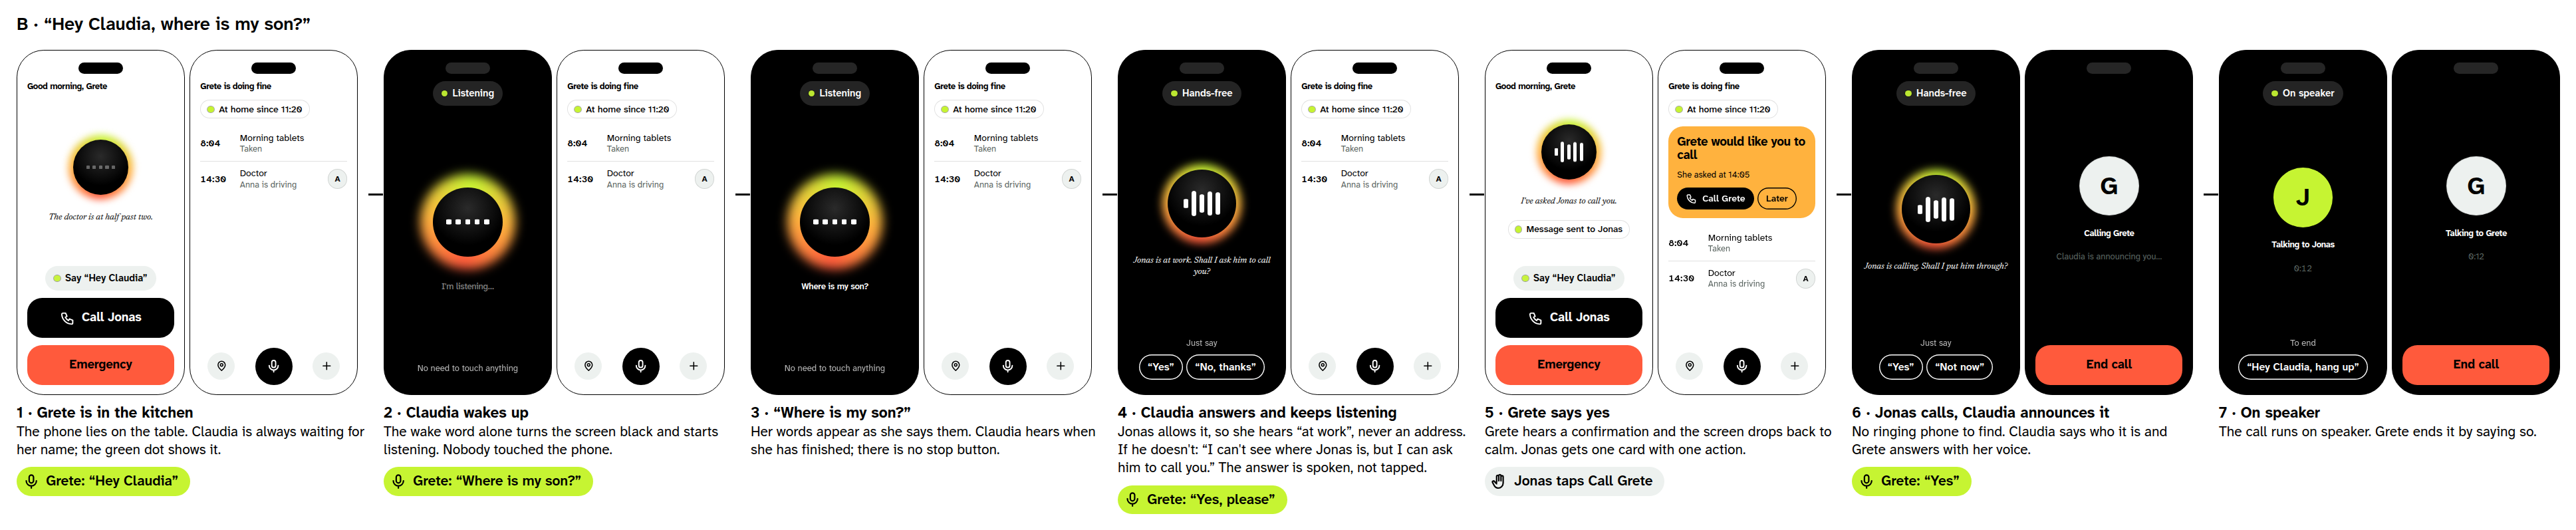 B · “Hey Claudia, where is my son?”
Good morning, Grete
The doctor is at half past two.
Say “Hey Claudia”
Call Jonas
Emergency
Grete is doing fine
At home since 11:20
8:04 Morning tablets
Taken
14:30 Doctor
Anna is driving
A
1 · Grete is in the kitchen
The phone lies on the table. Claudia is always waiting for
her name; the green dot shows it.
Grete: “Hey Claudia”
Listening
I'm listening...
No need to touch anything
Grete is doing fine
At home since 11:20
8:04 Morning tablets
Taken
14:30 Doctor
Anna is driving
A
2 · Claudia wakes up
The wake word alone turns the screen black and starts
listening. Nobody touched the phone.
Grete: “Where is my son?”
Listening
Where is my son?
No need to touch anything
Grete is doing fine
At home since 11:20
8:04 Morning tablets
Taken
14:30 Doctor
Anna is driving
A
3 · “Where is my son?”
Her words appear as she says them. Claudia hears when
she has finished; there is no stop button.
Hands-free
Jonas is at work. Shall I ask him to call
you?
Just say
“Yes”
“No, thanks”
Grete is doing fine
At home since 11:20
8:04 Morning tablets
Taken
14:30 Doctor
Anna is driving
A
4 · Claudia answers and keeps listening
Jonas allows it, so she hears “at work”, never an address.
If he doesn't: “I can't see where Jonas is, but I can ask
him to call you.” The answer is spoken, not tapped.
Grete: “Yes, please”
Good morning, Grete
I've asked Jonas to call you.
Message sent to Jonas
Say “Hey Claudia”
Call Jonas
Emergency
Grete is doing fine
At home since 11:20
Grete would like you to
call
She asked at 14:05
Call Grete
Later
8:04 Morning tablets
Taken
14:30 Doctor
Anna is driving
A
5 · Grete says yes
Grete hears a confirmation and the screen drops back to
calm. Jonas gets one card with one action.
Jonas taps Call Grete
Hands-free
Jonas is calling. Shall I put him through?
Just say
“Yes”
“Not now”
G
Calling Grete
Claudia is announcing you...
End call
6 · Jonas calls, Claudia announces it
No ringing phone to find. Claudia says who it is and
Grete answers with her voice.
Grete: “Yes”
On speaker
J
Talking to Jonas
0:12
To end
“Hey Claudia, hang up”
G
Talking to Grete
0:12
End call
7 · On speaker
The call runs on speaker. Grete ends it by saying so.